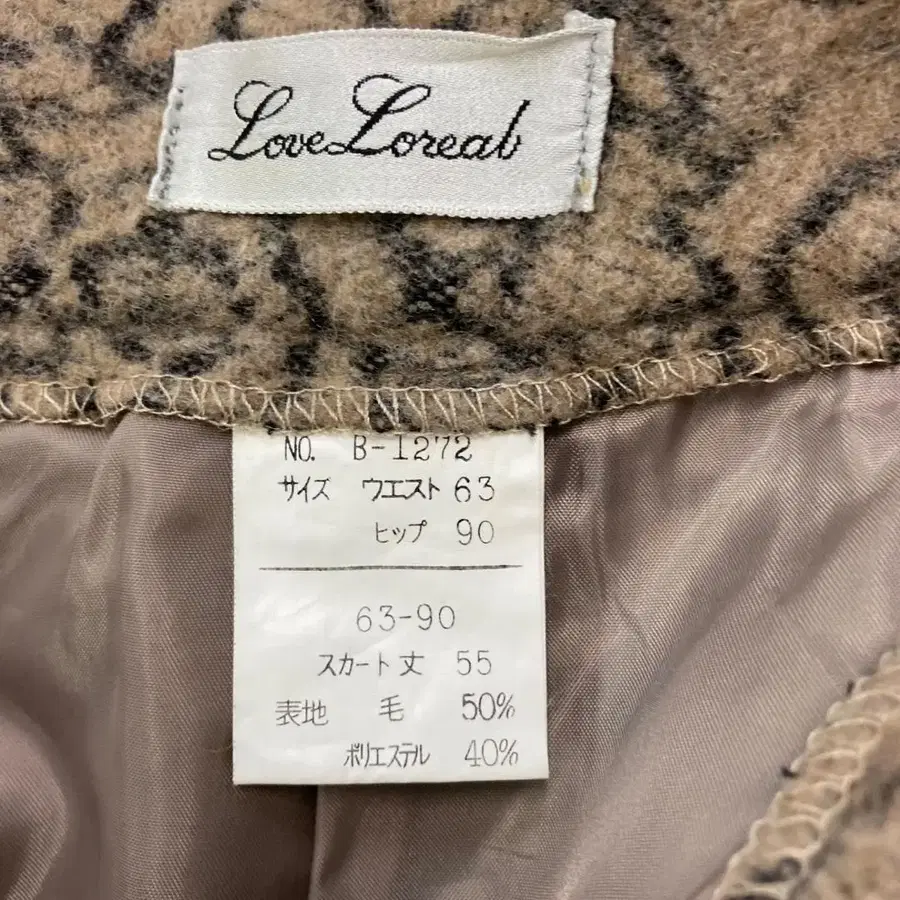 Love Loreal
NO. B-1272
サイズ ウエスト 63
ヒップ 90
63-90
スカート丈 55
表地 毛 50%
ポリエステル 40%